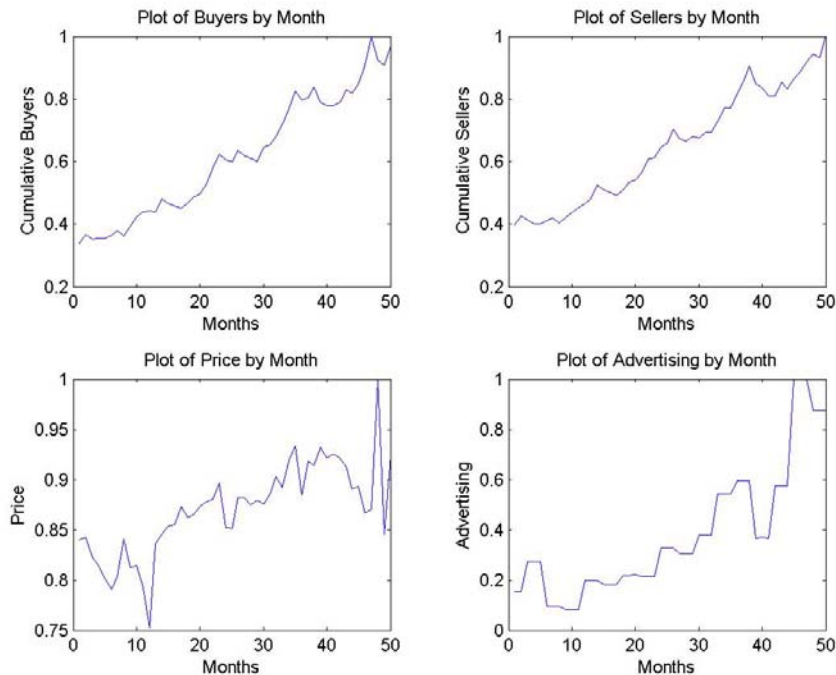 Plot of Buyers by Month
1
0.8
0.6
0.4
0.2
Cumulative Buyers
0 10 20 30 40 50
Months
Plot of Sellers by Month
1
0.8
0.6
0.4
0.2
Cumulative Sellers
0 10 20 30 40 50
Months
Plot of Price by Month
1
0.95
0.9
0.85
0.8
0.75
Price
0 10 20 30 40 50
Months
Plot of Advertising by Month
1
0.8
0.6
0.4
0.2
0
Advertising
0 10 20 30 40 50
Months